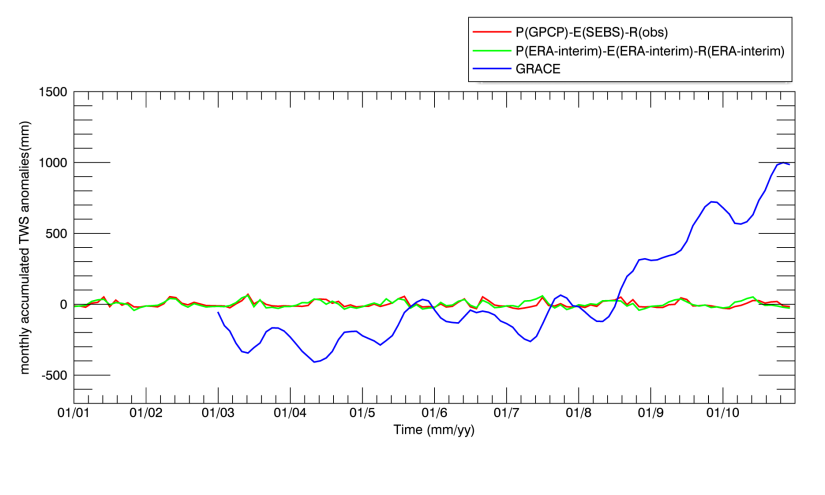 P(GPCP)-E(SEBS)-R(obs)
P(ERA-interim)-E(ERA-interim)-R(ERA-interim)
GRACE
monthly accumulated TWS anomalies(mm)
1500
1000
500
0
-500
01/01 01/02 01/03 01/04 01/5 01/6 01/7 01/8 01/9 01/10
Time (mm/yy)